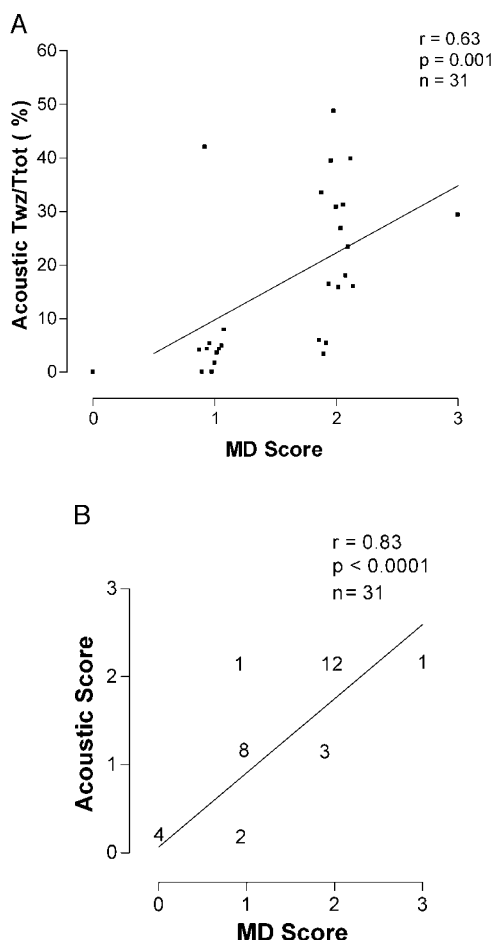 A
r = 0.63
p = 0.001
n = 31
Acoustic Twz/Ttot ( %)
60
50
40
30
20
10
0
0 1 2 3
MD Score
B
r = 0.83
p < 0.0001
n= 31
Acoustic Score
3
2
1
0
1 12 1
8 3
4 2
0 1 2 3
MD Score